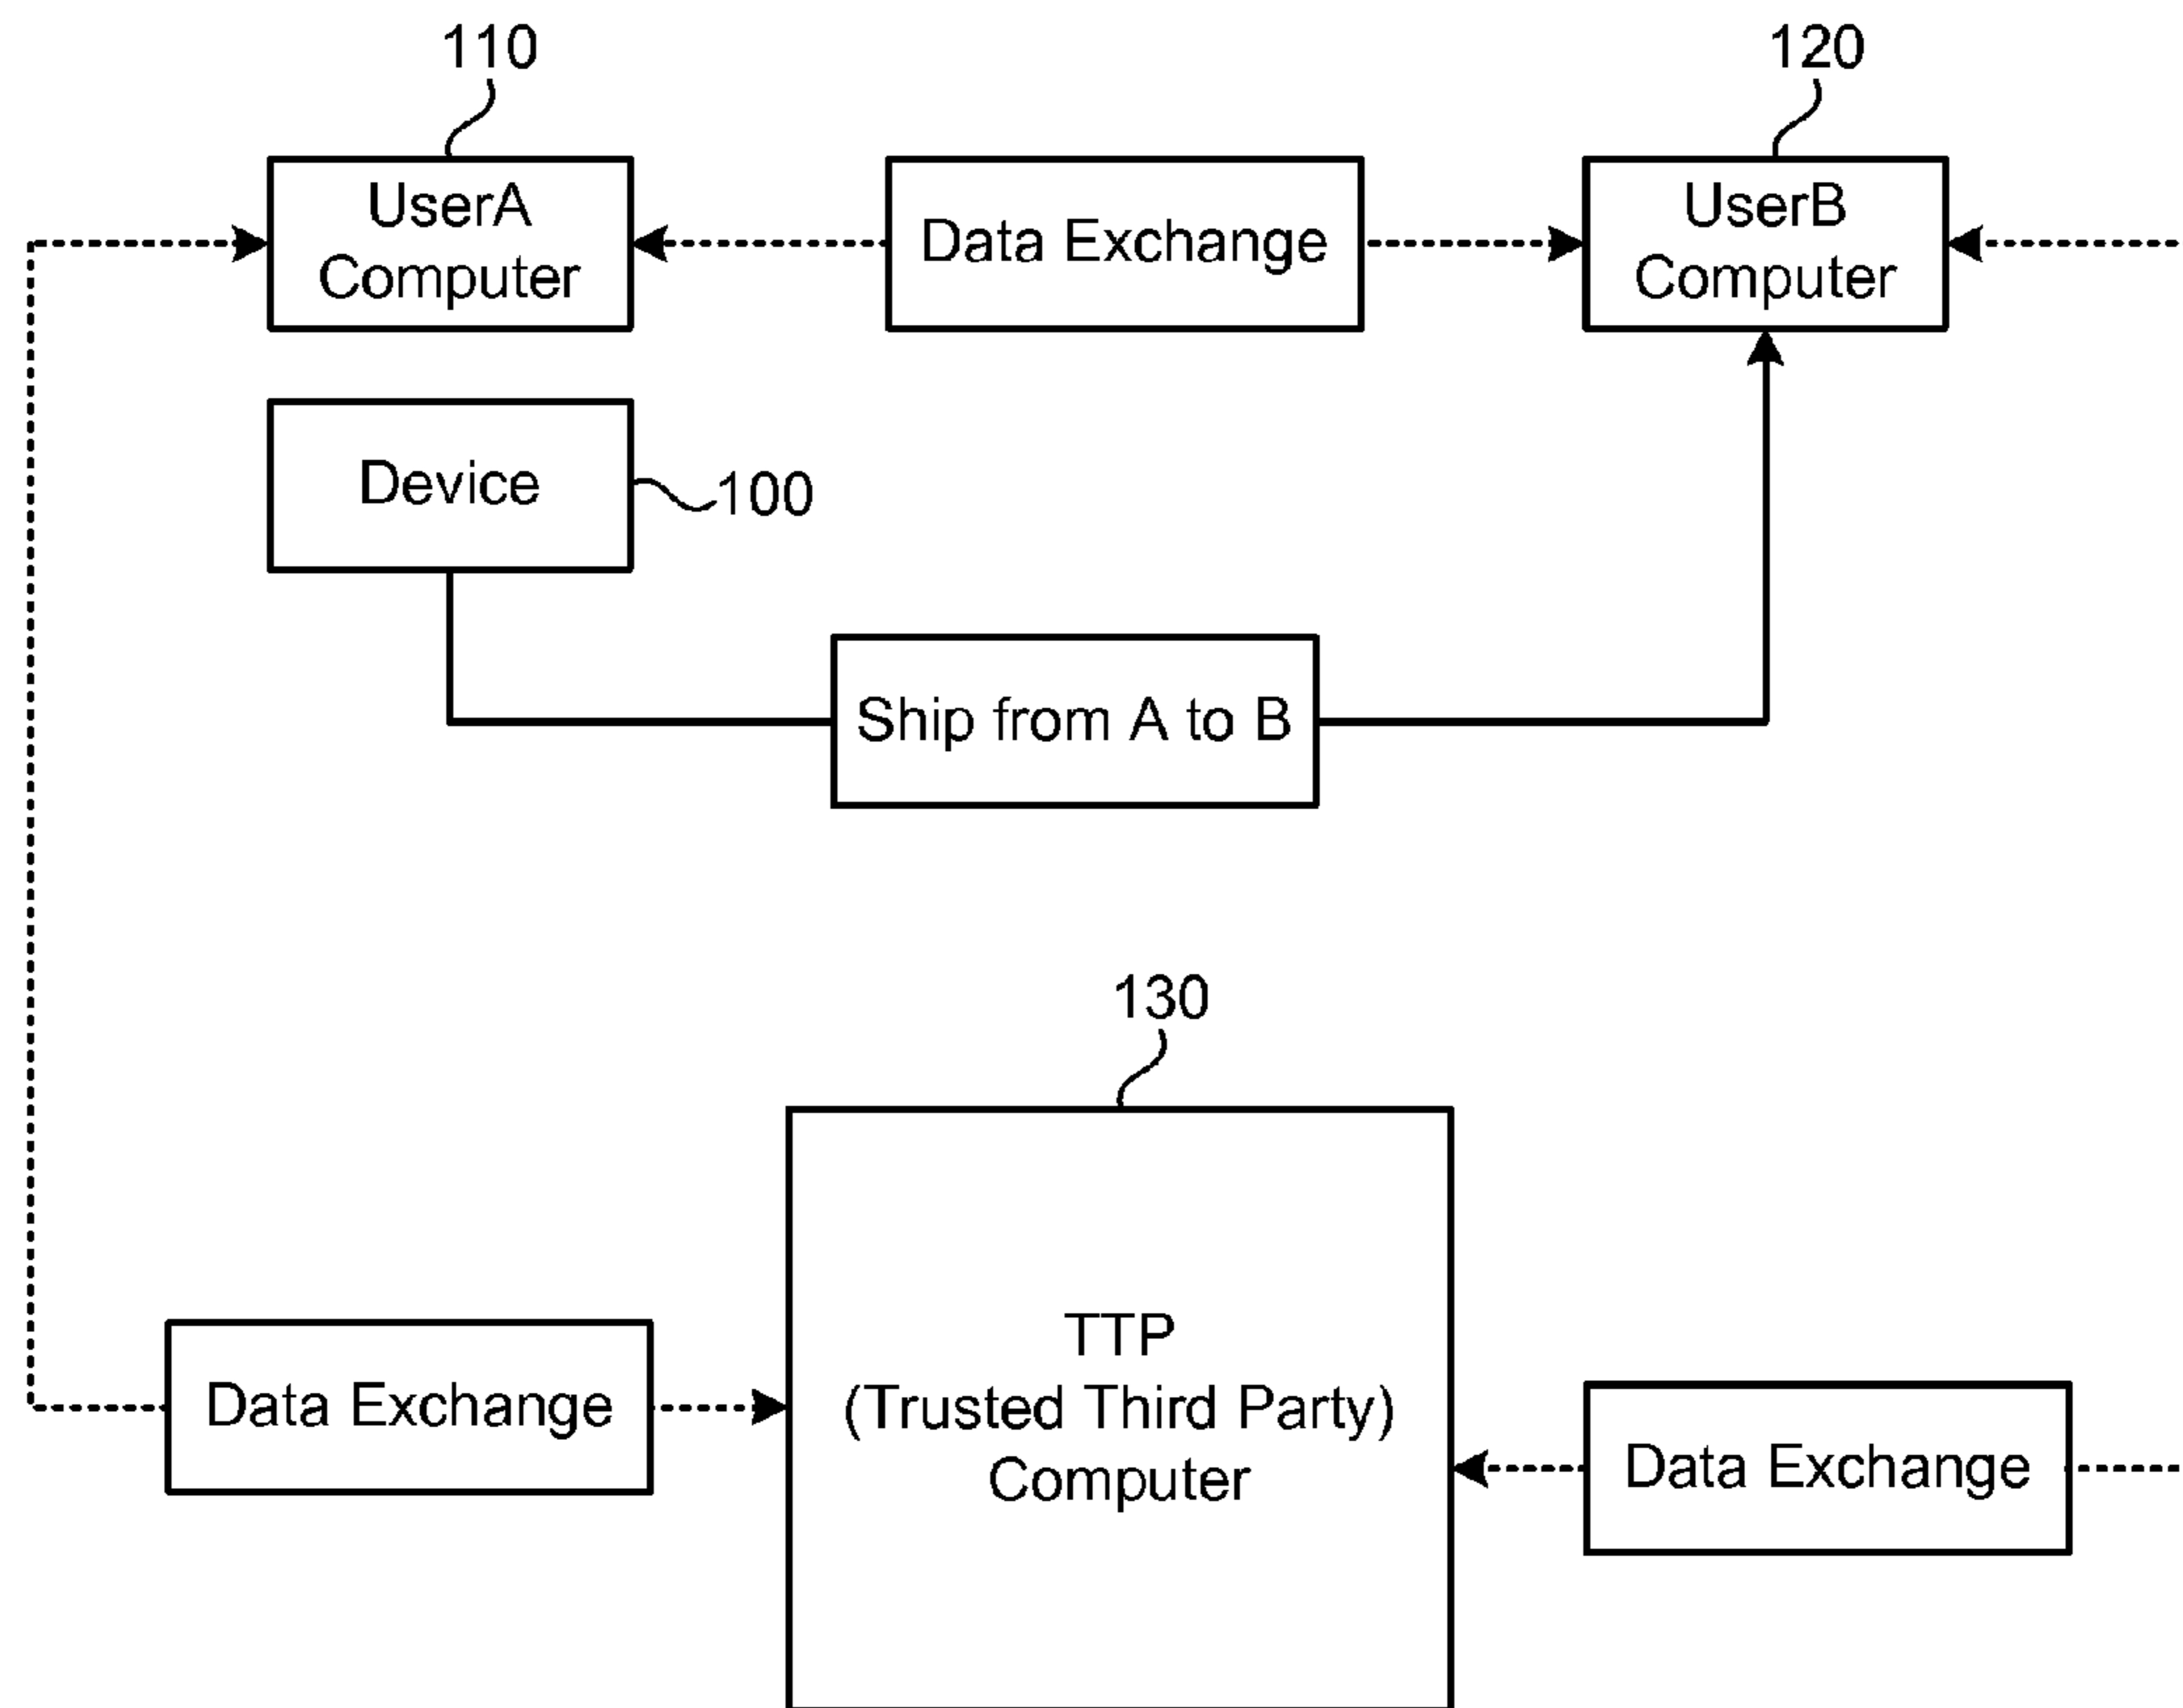 110
120
UserA
Computer
Data Exchange
UserB
Computer
Device
100
Ship from A to B
130
TTP
(Trusted Third Party)
Computer
Data Exchange
Data Exchange